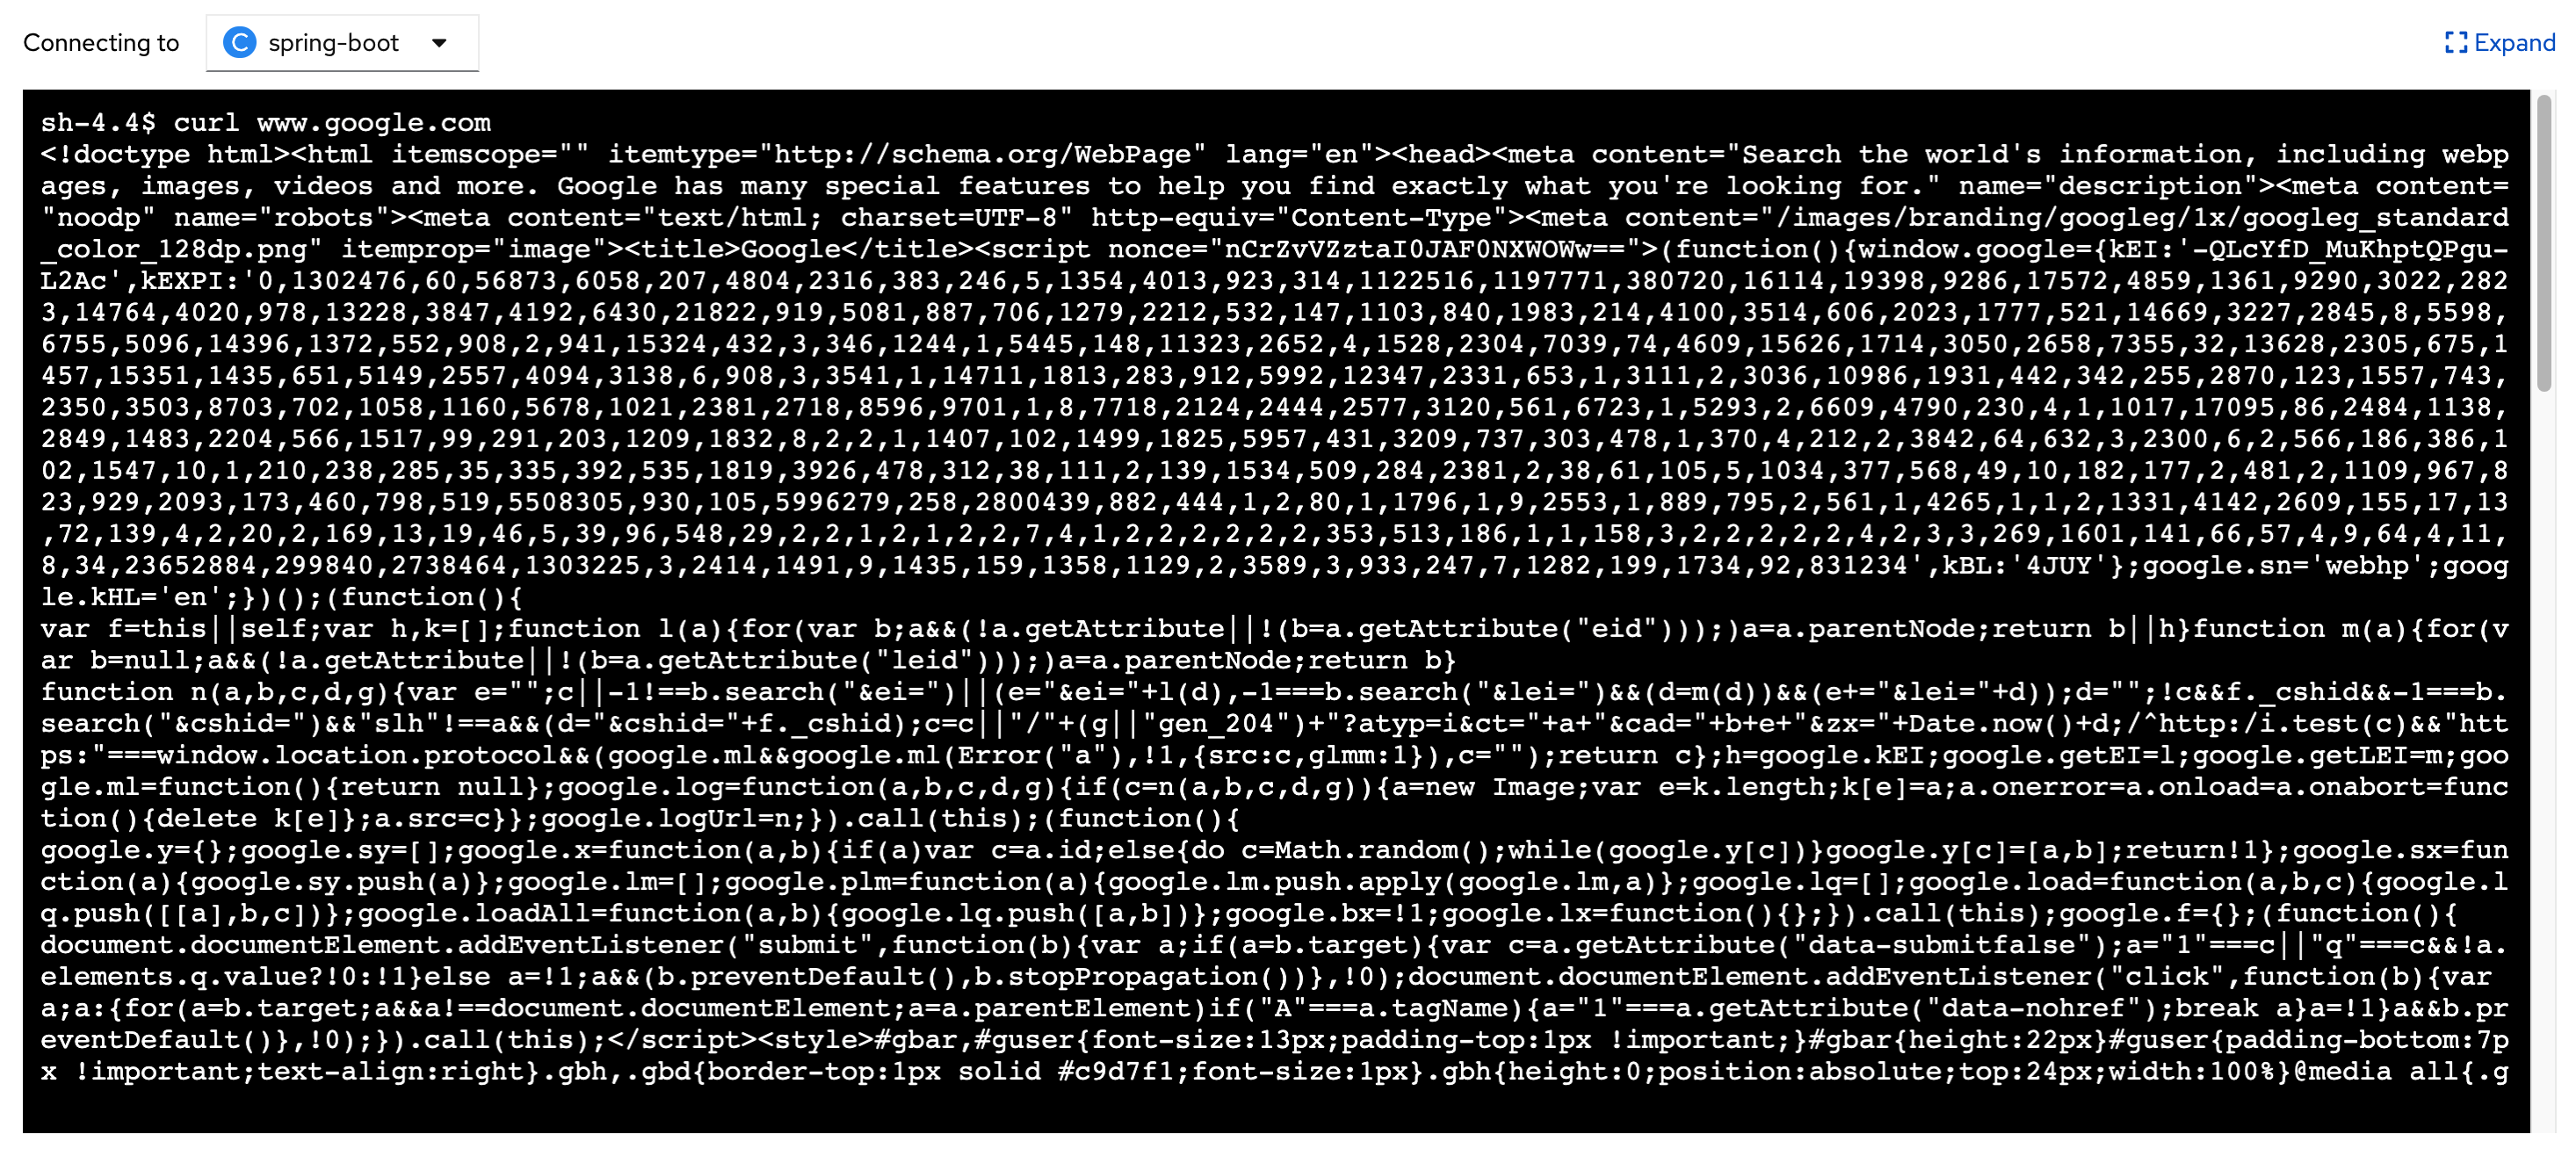 Connecting to
C spring-boot
Expand
sh-4.4$ curl www.google.com
<!doctype html><html itemscope="" itemtype="http://schema.org/WebPage" lang="en"><head><meta content="Search the world's information, including webp
ages, images, videos and more. Google has many special features to help you find exactly what you're looking for." name="description"><meta content=
"noodp" name="robots"><meta content="text/html; charset=UTF-8" http-equiv="Content-Type"><meta content="/images/branding/googleg/1x/googleg_standard
_color_128dp.png" itemprop="image"><title>Google</title><script nonce="nCrZvVZztaI0JAF0NXWOWw==">(function(){window.google={kEI:'-QLcYfD_MuKhptQPgu-
L2Ac',kEXPI:'0,1302476,60,56873,6058,207,4804,2316,383,246,5,1354,4013,923,314,1122516,1197771,380720,16114,19398,9286,17572,4859,1361,9290,3022,282
3,14764,4020,978,13228,3847,4192,6430,21822,919,5081,887,706,1279,2212,532,147,1103,840,1983,214,4100,3514,606,2023,1777,521,14669,3227,2845,8,5598,
6755,5096,14396,1372,552,908,2,941,15324,432,3,346,1244,1,5445,148,11323,2652,4,1528,2304,7039,74,4609,15626,1714,3050,2658,7355,32,13628,2305,675,1
457,15351,1435,651,5149,2557,4094,3138,6,908,3,3541,1,14711,1813,283,912,5992,12347,2331,653,1,3111,2,3036,10986,1931,442,342,255,2870,123,1557,743,
2350,3503,8703,702,1058,1160,5678,1021,2381,2718,8596,9701,1,8,7718,2124,2444,2577,3120,561,6723,1,5293,2,6609,4790,230,4,1,1017,17095,86,2484,1138,
2849,1483,2204,566,1517,99,291,203,1209,1832,8,2,2,1,1407,102,1499,1825,5957,431,3209,737,303,478,1,370,4,212,2,3842,64,632,3,2300,6,2,566,186,386,1
02,1547,10,1,210,238,285,35,335,392,535,1819,3926,478,312,38,111,2,139,1534,509,284,2381,2,38,61,105,5,1034,377,568,49,10,182,177,2,481,2,1109,967,8
23,929,2093,173,460,798,519,5508305,930,105,5996279,258,2800439,882,444,1,2,80,1,1796,1,9,2553,1,889,795,2,561,1,4265,1,1,2,1331,4142,2609,155,17,13
,72,139,4,2,20,2,169,13,19,46,5,39,96,548,29,2,2,1,2,1,2,2,7,4,1,2,2,2,2,2,2,353,513,186,1,1,158,3,2,2,2,2,2,4,2,3,3,269,1601,141,66,57,4,9,64,4,11,
8,34,23652884,299840,2738464,1303225,3,2414,1491,9,1435,159,1358,1129,2,3589,3,933,247,7,1282,199,1734,92,831234',kBL:'4JUY'};google.sn='webhp';goog
le.kHL='en';})();(function(){
var f=this||self;var h,k=[];function l(a){for(var b;a&&(!a.getAttribute||!(b=a.getAttribute("eid")));)a=a.parentNode;return b||h}function m(a){for(v
ar b=null;a&&(!a.getAttribute||!(b=a.getAttribute("leid")));)a=a.parentNode;return b}
function n(a,b,c,d,g){var e="";c||-1!==b.search("&ei=")||(e="&ei="+l(d),-1===b.search("&lei=")&&(d=m(d))&&(e+="&lei="+d));d="";!c&&f._cshid&&-1===b.
search("&cshid=")&&"slh"!==a&&(d="&cshid="+f._cshid);c=c||"/"+(g||"gen_204")+"?atyp=i&ct="+a+"&cad="+b+e+"&zx="+Date.now()+d;/^http:/i.test(c)&&"htt
ps:"===window.location.protocol&&(google.ml&&google.ml(Error("a"),!1,{src:c,glmm:1}),c="");return c};h=google.kEI;google.getEI=l;google.getLEI=m;goo
gle.ml=function(){return null};google.log=function(a,b,c,d,g){if(c=n(a,b,c,d,g)){a=new Image;var e=k.length;k[e]=a;a.onerror=a.onload=a.onabort=func
tion(){delete k[e]};a.src=c}};google.logUrl=n;}).call(this);(function(){
google.y={};google.sy=[];google.x=function(a,b){if(a)var c=a.id;else{do c=Math.random();while(google.y[c])}google.y[c]=[a,b];return!1};google.sx=fun
ction(a){google.sy.push(a)};google.lm=[];google.plm=function(a){google.lm.push.apply(google.lm,a)};google.lq=[];google.load=function(a,b,c){google.l
q.push([[a],b,c])};google.loadAll=function(a,b){google.lq.push([a,b])};google.bx=!1;google.lx=function(){};}).call(this);google.f={};(function(){
document.documentElement.addEventListener("submit",function(b){var a;if(a=b.target){var c=a.getAttribute("data-submitfalse");a="1"===c||"q"===c&&!a.
elements.q.value?!0:!1}else a=!1;a&&(b.preventDefault(),b.stopPropagation())},!0);document.documentElement.addEventListener("click",function(b){var
a;a:{for(a=b.target;a&&a!==document.documentElement;a=a.parentElement)if("A"===a.tagName){a="1"===a.getAttribute("data-nohref");break a}a=!1}a&&b.pr
eventDefault()},!0);}).call(this);</script><style>#gbar,#guser{font-size:13px;padding-top:1px !important;}#gbar{height:22px}#guser{padding-bottom:7p
x !important;text-align:right}.gbh,.gbd{border-top:1px solid #c9d7f1;font-size:1px}.gbh{height:0;position:absolute;top:24px;width:100%}@media all{.g